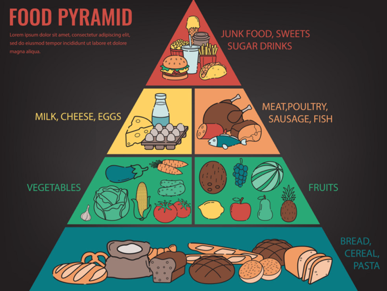 FOOD PYRAMID
Lorem ipsum dolor sit amet, consectetur adipiscing elit,
sed do eiusmod tempor incididunt ut labore et dolore
magna aliqua.
JUNK FOOD, SWEETS
SUGAR DRINKS
MILK, CHEESE, EGGS
MEAT,POULTRY,
SAUSAGE, FISH
VEGETABLES
FRUITS
BREAD,
CEREAL,
PASTA